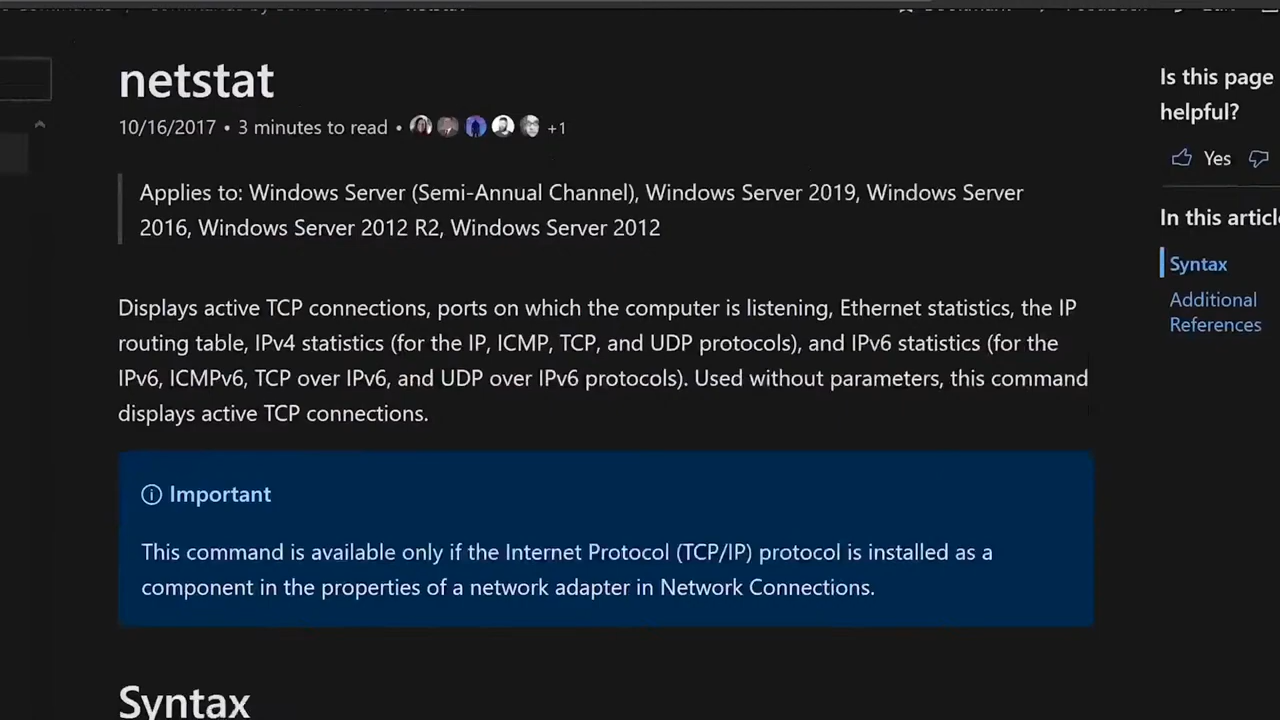 netstat
10/16/2017 • 3 minutes to read • +1
Is this page
helpful?
Yes
Applies to: Windows Server (Semi-Annual Channel), Windows Server 2019, Windows Server
2016, Windows Server 2012 R2, Windows Server 2012
In this articl
Syntax
Additional
References
Displays active TCP connections, ports on which the computer is listening, Ethernet statistics, the IP
routing table, IPv4 statistics (for the IP, ICMP, TCP, and UDP protocols), and IPv6 statistics (for the
IPv6, ICMPv6, TCP over IPv6, and UDP over IPv6 protocols). Used without parameters, this command
displays active TCP connections.
Important
This command is available only if the Internet Protocol (TCP/IP) protocol is installed as a
component in the properties of a network adapter in Network Connections.
Syntax